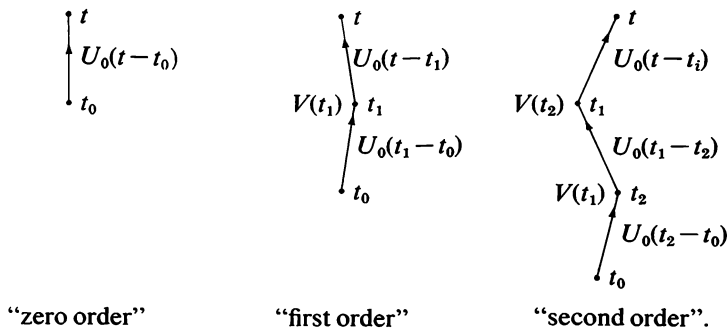 t t t
U₀(t−t₀) U₀(t−t₁) U₀(t−tᵢ)
t₀ V(t₁) t₁ V(t₂) t₁
U₀(t₁−t₀) U₀(t₁−t₂)
t₀ V(t₁) t₂
U₀(t₂−t₀)
t₀
“zero order” “first order” “second order”.